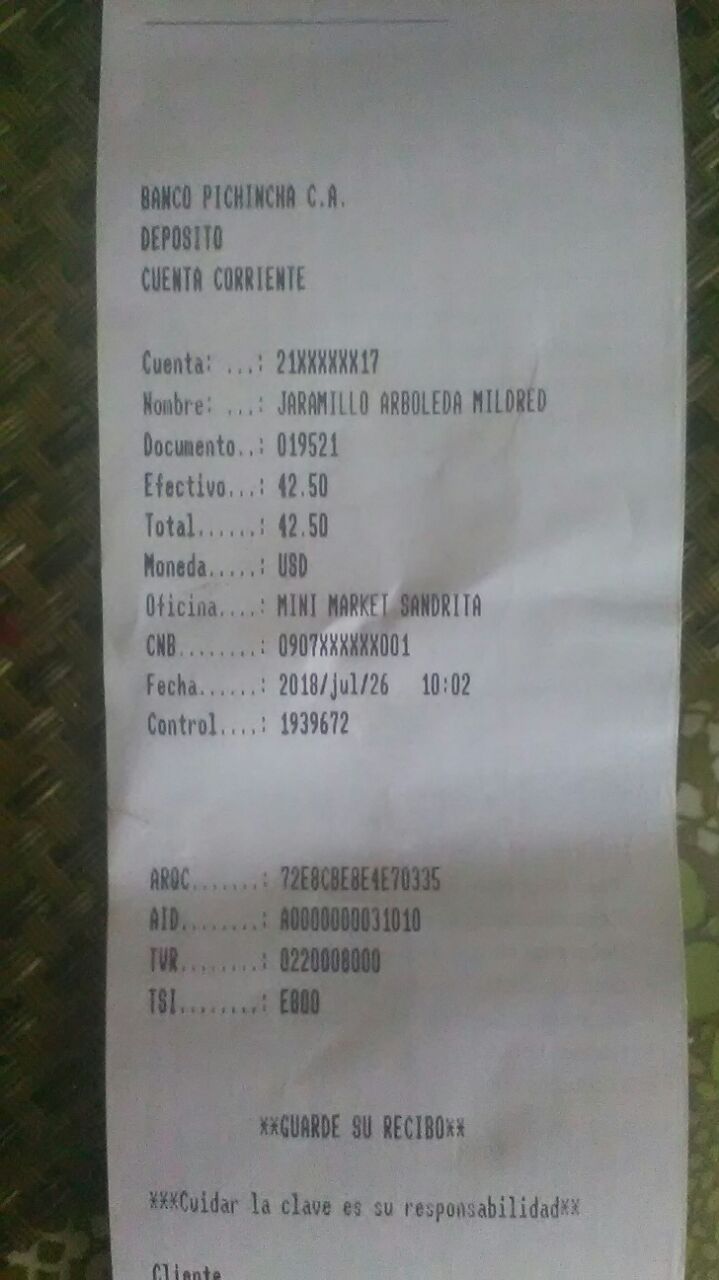 BANCO PICHINCHA C.A.
DEPOSITO
CUENTA CORRIENTE
Cuenta: ...: 21XXXXXX17
Nombre: ...: JARAMILLO ARBOLEDA MILDRED
Documento..: 019521
Efectivo...: 42.50
Total......: 42.50
Moneda.....: USD
Oficina....: MINI MARKET SANDRITA
CNB........: 0907XXXXXX001
Fecha......: 2018/jul/26 10:02
Control....: 1939672
ARQC.......: 72E8CBE8E4E70335
AID........: A0000000031010
TVR........: 0220008000
TSI........: E800
**GUARDE SU RECIBO**
***Cuidar la clave es su responsabilidad**
Cliente